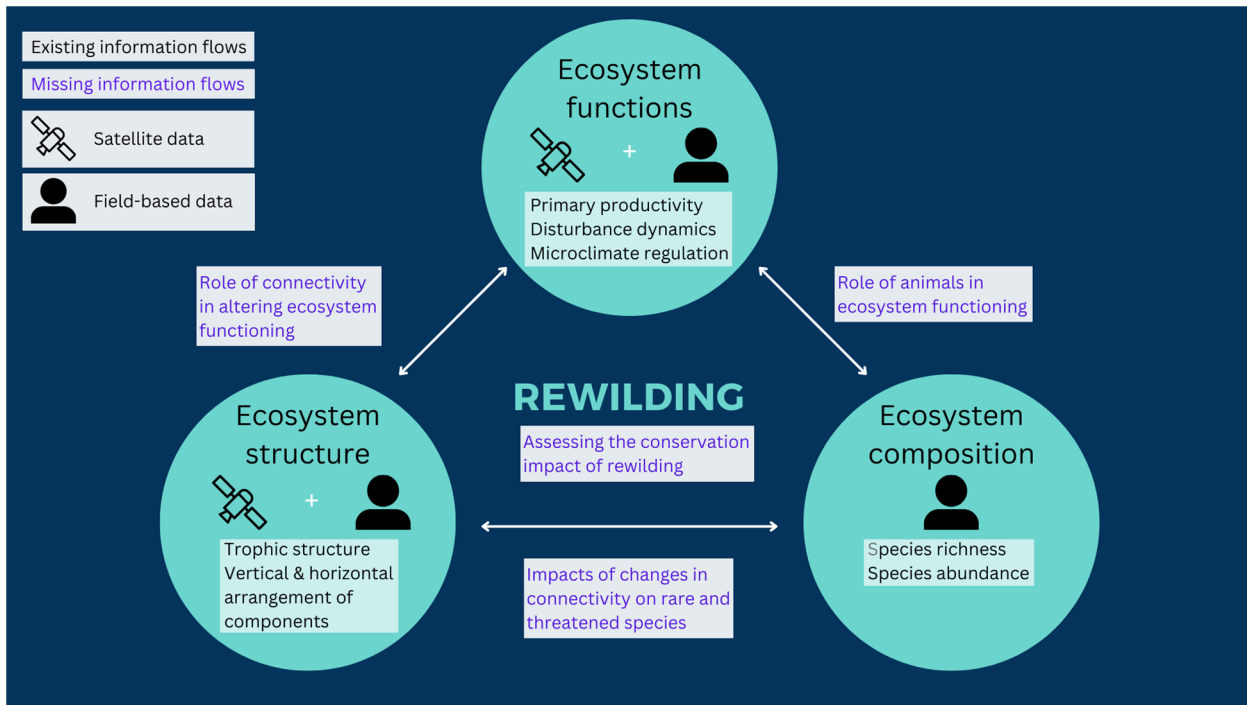 Existing information flows
Missing information flows
Satellite data
Field-based data
Ecosystem
functions
+
Primary productivity
Disturbance dynamics
Microclimate regulation
Role of connectivity
in altering ecosystem
functioning
Role of animals in
ecosystem functioning
REWILDING
Assessing the conservation
impact of rewilding
Ecosystem
structure
+
Trophic structure
Vertical & horizontal
arrangement of
components
Ecosystem
composition
Species richness
Species abundance
Impacts of changes in
connectivity on rare and
threatened species